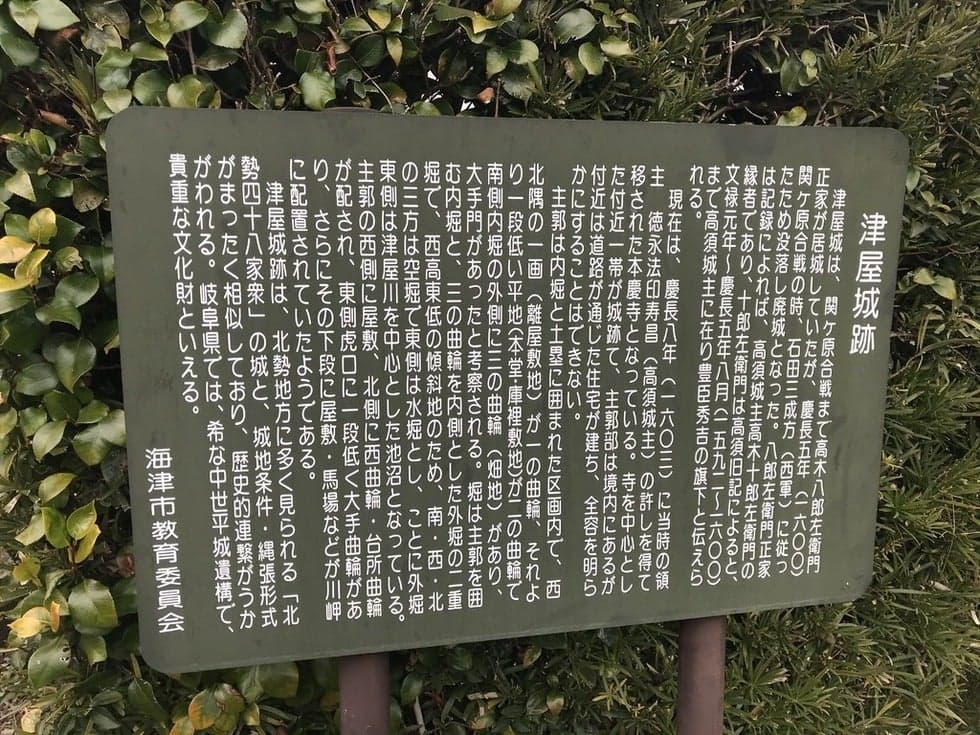 津屋城跡
津屋城は、関ヶ原合戦まで高木八郎左衛門
正家が居城していたが、慶長五年（一六〇〇）
関ヶ原合戦の時、石田三成方（西軍）に従っ
たため没落し廃城となった。八郎左衛門正家
は記録によれば、高須城主高木十郎左衛門の
縁者であり、十郎左衛門は高須旧記によると、
文禄元年～慶長五年八月（一五九二～一六〇〇）
まで高須城主に在り豊臣秀吉の旗下と伝えら
れる。
現在は、慶長八年（一六〇三）に当時の領
主　徳永法印寿昌（高須城主）の許しを得て
移された本慶寺となっている。寺を中心とし
た付近一帯が城跡で、主郭部は境内にあるが
付近は道路が通じた住宅が建ち、全容を明ら
かにすることはできない。
主郭は内堀と土塁に囲まれた区画内で、西
北隅の一画（離屋敷地）が一の曲輪、それよ
り一段低い平地（本堂・庫裡敷地）が二の曲輪で
南側内堀の外側に三の曲輪（畑地）があり、
大手門があったと考察される。堀は主郭を囲
む内堀と、三の曲輪を内側とした外堀の二重
堀で、西高東低の傾斜地のため、南・西・北
の三方は空堀で東側は水堀とし、ことに外堀
東側は津屋川を中心とした池沼となっている。
主郭の西側に屋敷、北側に西曲輪・台所曲輪
が配され、東側虎口に一段低く大手曲輪があ
り、さらにその下段に屋敷・馬場などが川岬
に配置されていたようである。
津屋城跡は、北勢地方に多く見られる「北
勢四十八家衆」の城と、城地条件・縄張形式
がまったく相似しており、歴史的連繋がうか
がわれる。岐阜県では、希な中世平城遺構で、
貴重な文化財といえる。
海津市教育委員会